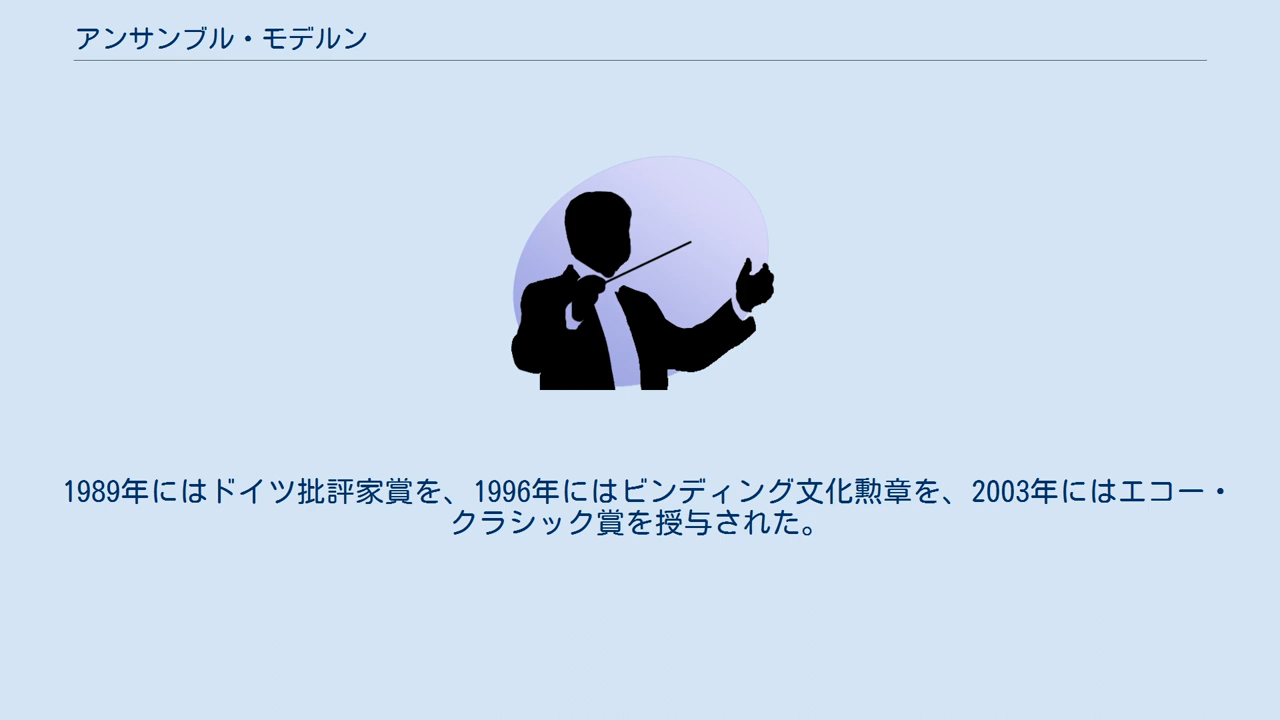 アンサンブル・モデルン
1989年にはドイツ批評家賞を、1996年にはビンディング文化勲章を、2003年にはエコー・
クラシック賞を授与された。